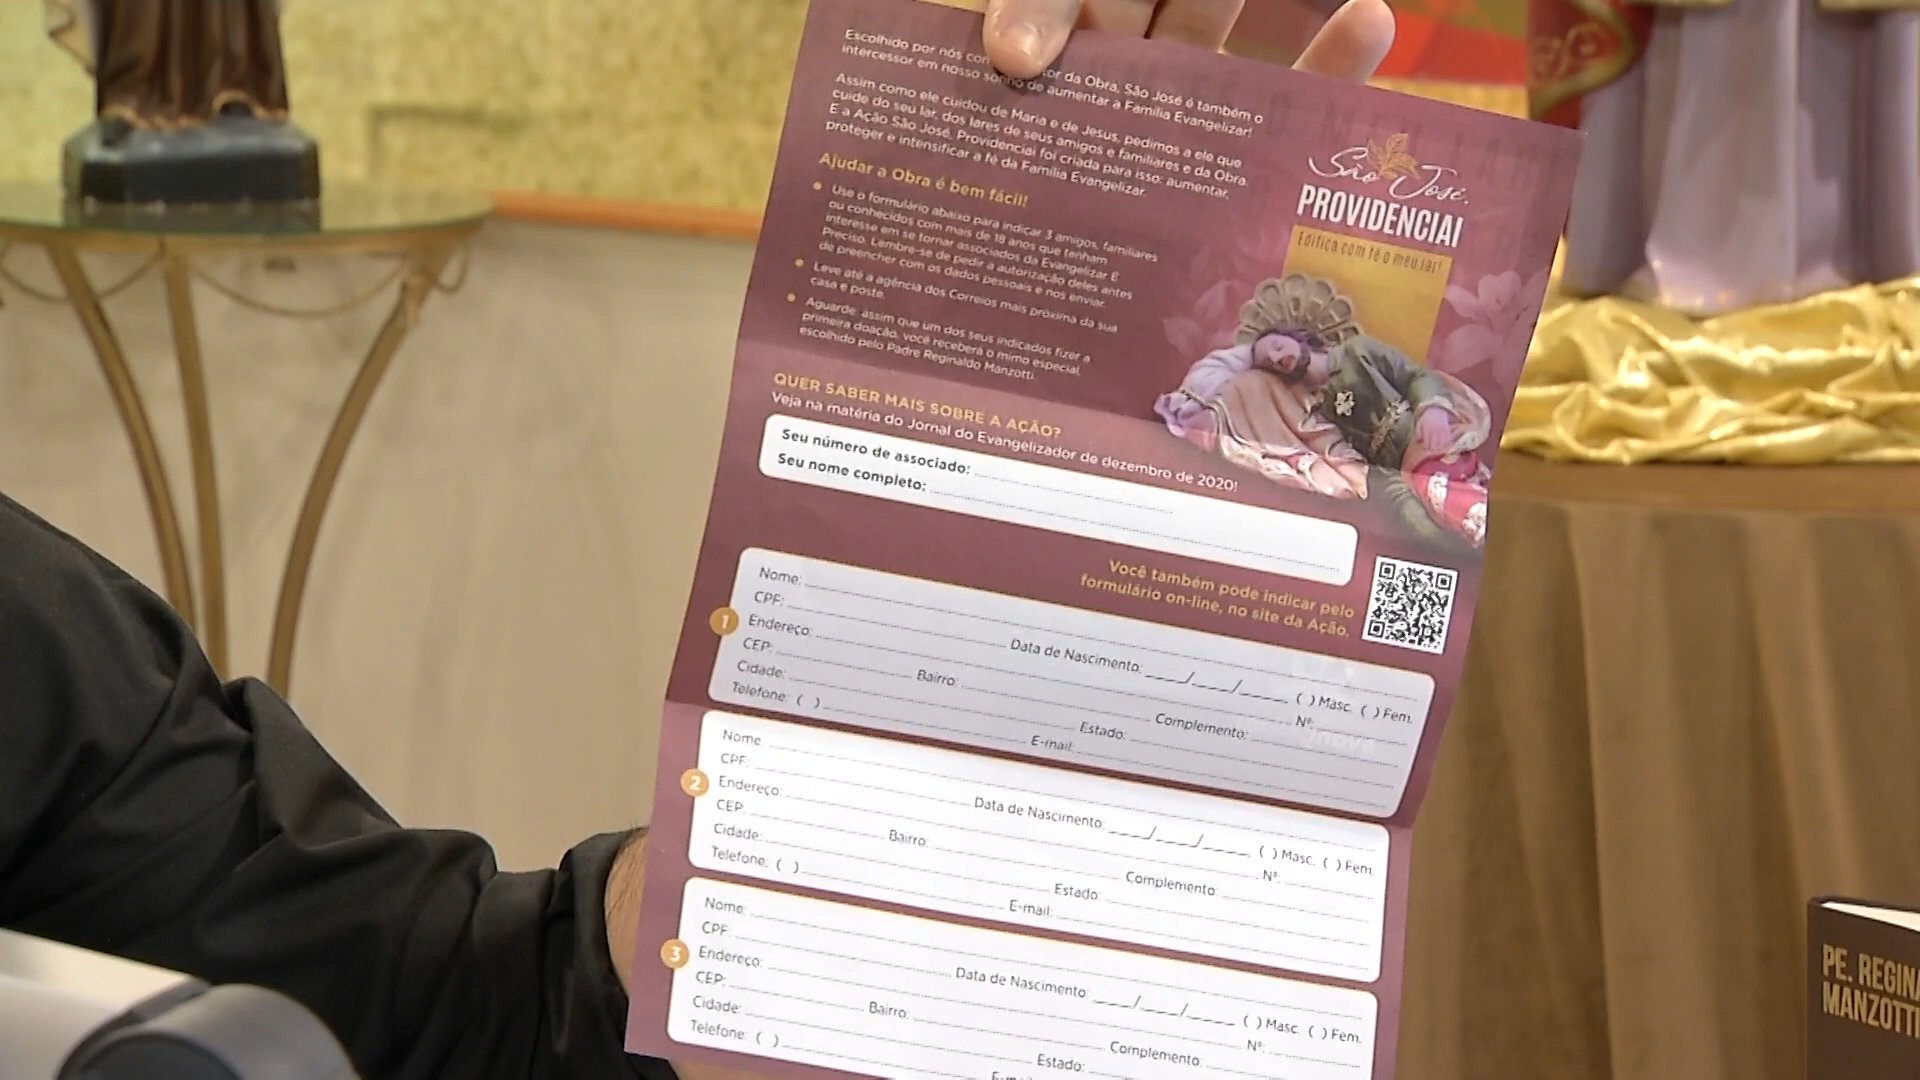 Escolhido por nós con tor da Obra, São José é também o
intercessor em nosso sonho de aumentar a Família Evangelizar!
Assim como ele cuidou de Maria e de Jesus, pedimos a ele que
cuide do seu lar, dos lares de seus amigos e familiares e da Obra.
E a Ação São José, Providenciai foi criada para isso: aumentar,
proteger e intensificar a fé da Família Evangelizar.
Ajudar a Obra é bem fácil!
Use o formulário abaixo para indicar 3 amigos, familiares
ou conhecidos com mais de 18 anos que tenham
interesse em se tornar associados da Evangelizar É
Preciso. Lembre-se de pedir a autorização deles antes
de preencher com os dados pessoais e nos enviar.
Leve até a agência dos Correios mais próxima da sua
casa e poste.
Aguarde: assim que um dos seus indicados fizer a
primeira doação, você receberá o mimo especial,
escolhido pelo Padre Reginaldo Manzotti.
São José,
PROVIDENCIAI
Edifica com fé o meu lar!
QUER SABER MAIS SOBRE A AÇÃO?
Veja na matéria do Jornal do Evangelizador de dezembro de 2020!
Seu número de associado:
Seu nome completo:
Você também pode indicar pelo
formulário on-line, no site da Ação.
1
Nome:
CPF: Data de Nascimento: ___/___/___ ( ) Masc. ( ) Fem.
Endereço: Nº:
CEP: Bairro: Complemento:
Cidade: Estado:
Telefone: ( ) E-mail:
2
Nome:
CPF: Data de Nascimento: ___/___/___ ( ) Masc. ( ) Fem.
Endereço: Nº:
CEP: Bairro: Complemento:
Cidade: Estado:
Telefone: ( ) E-mail:
3
Nome:
CPF: Data de Nascimento: ___/___/___ ( ) Masc. ( ) Fem.
Endereço: Nº:
CEP: Bairro: Complemento:
Cidade: Estado:
Telefone: ( )
PE. REGINA
MANZOTTI